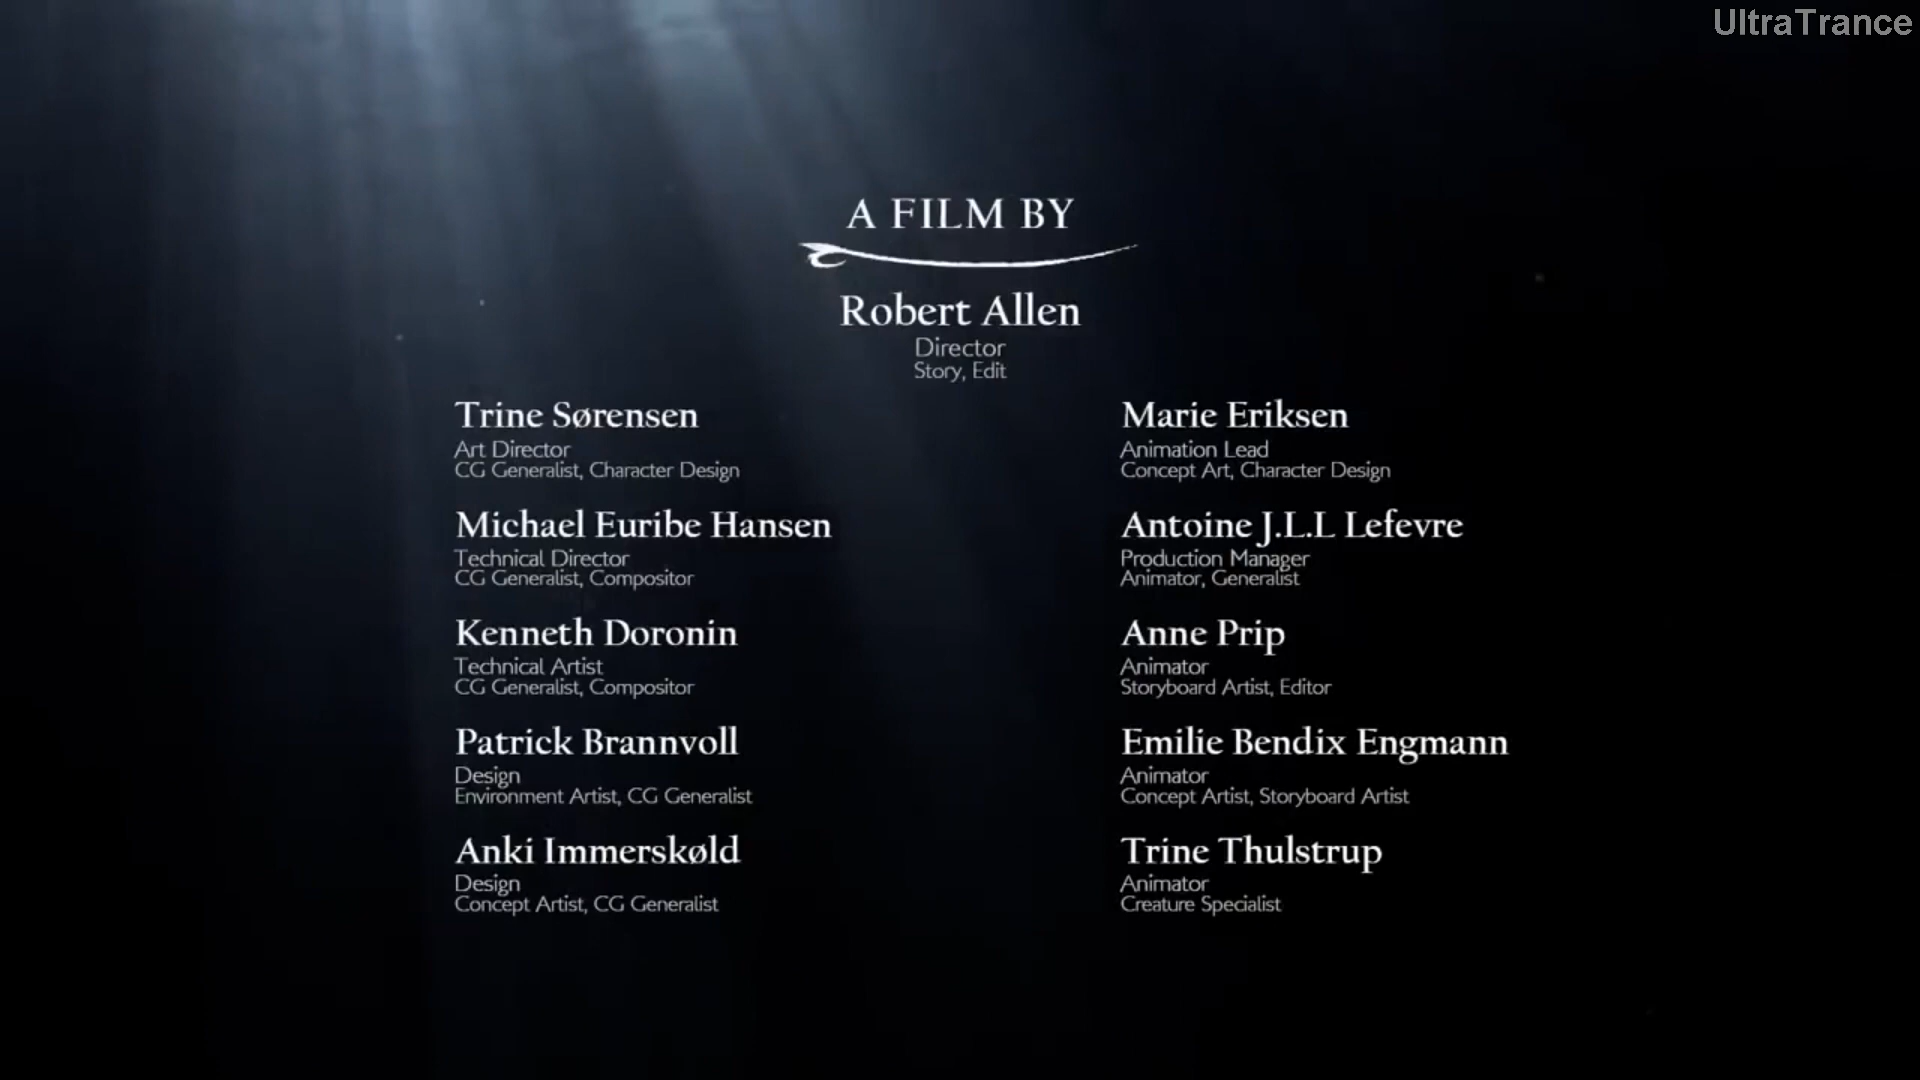 UltraTrance
A FILM BY
Robert Allen
Director
Story, Edit
Trine Sørensen
Art Director
CG Generalist, Character Design
Michael Euribe Hansen
Technical Director
CG Generalist, Compositor
Kenneth Doronin
Technical Artist
CG Generalist, Compositor
Patrick Brannvoll
Design
Environment Artist, CG Generalist
Anki Immerskøld
Design
Concept Artist, CG Generalist
Marie Eriksen
Animation Lead
Concept Art, Character Design
Antoine J.L.L Lefevre
Production Manager
Animator, Generalist
Anne Prip
Animator
Storyboard Artist, Editor
Emilie Bendix Engmann
Animator
Concept Artist, Storyboard Artist
Trine Thulstrup
Animator
Creature Specialist